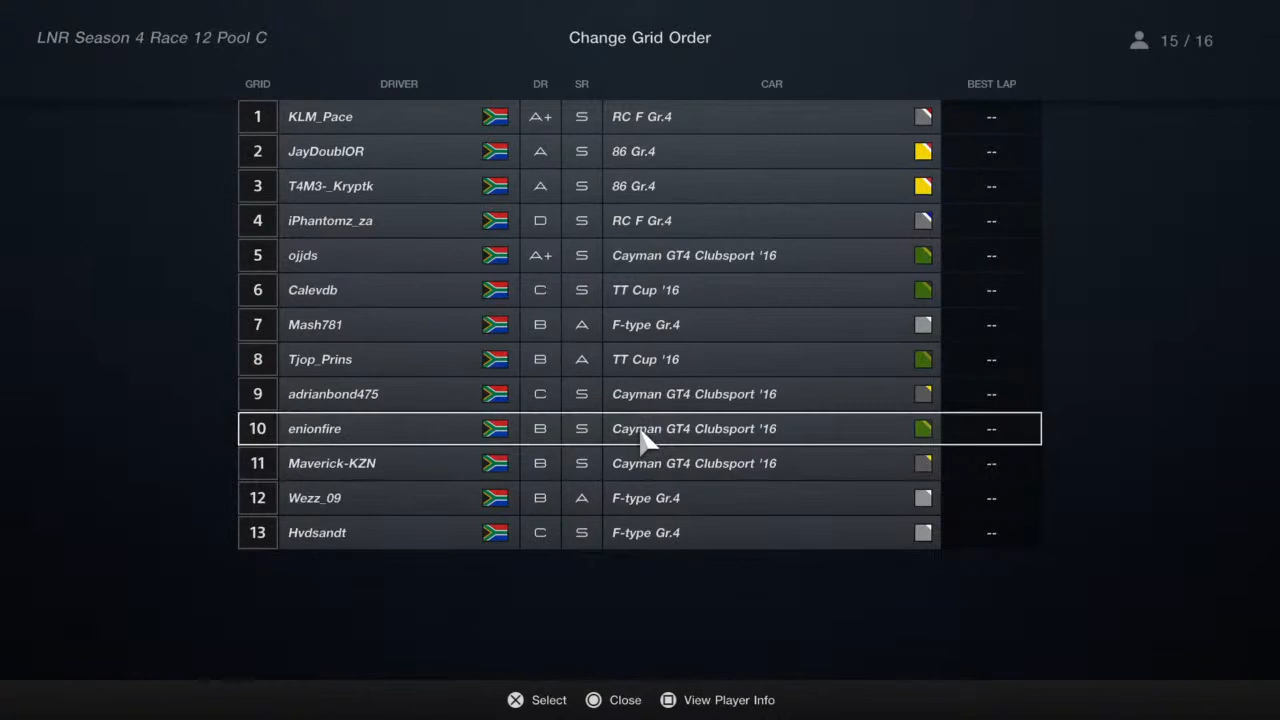 LNR Season 4 Race 12 Pool C
Change Grid Order
15 / 16
GRID DRIVER DR SR CAR BEST LAP
1 KLM_Pace A+ S RC F Gr.4 --
2 JayDoublOR A S 86 Gr.4 --
3 T4M3-_Kryptk A S 86 Gr.4 --
4 iPhantomz_za D S RC F Gr.4 --
5 ojjds A+ S Cayman GT4 Clubsport '16 --
6 Calevdb C S TT Cup '16 --
7 Mash781 B A F-type Gr.4 --
8 Tjop_Prins B A TT Cup '16 --
9 adrianbond475 C S Cayman GT4 Clubsport '16 --
10 enionfire B S Cayman GT4 Clubsport '16 --
11 Maverick-KZN B S Cayman GT4 Clubsport '16 --
12 Wezz_09 B A F-type Gr.4 --
13 Hvdsandt C S F-type Gr.4 --
Select Close View Player Info